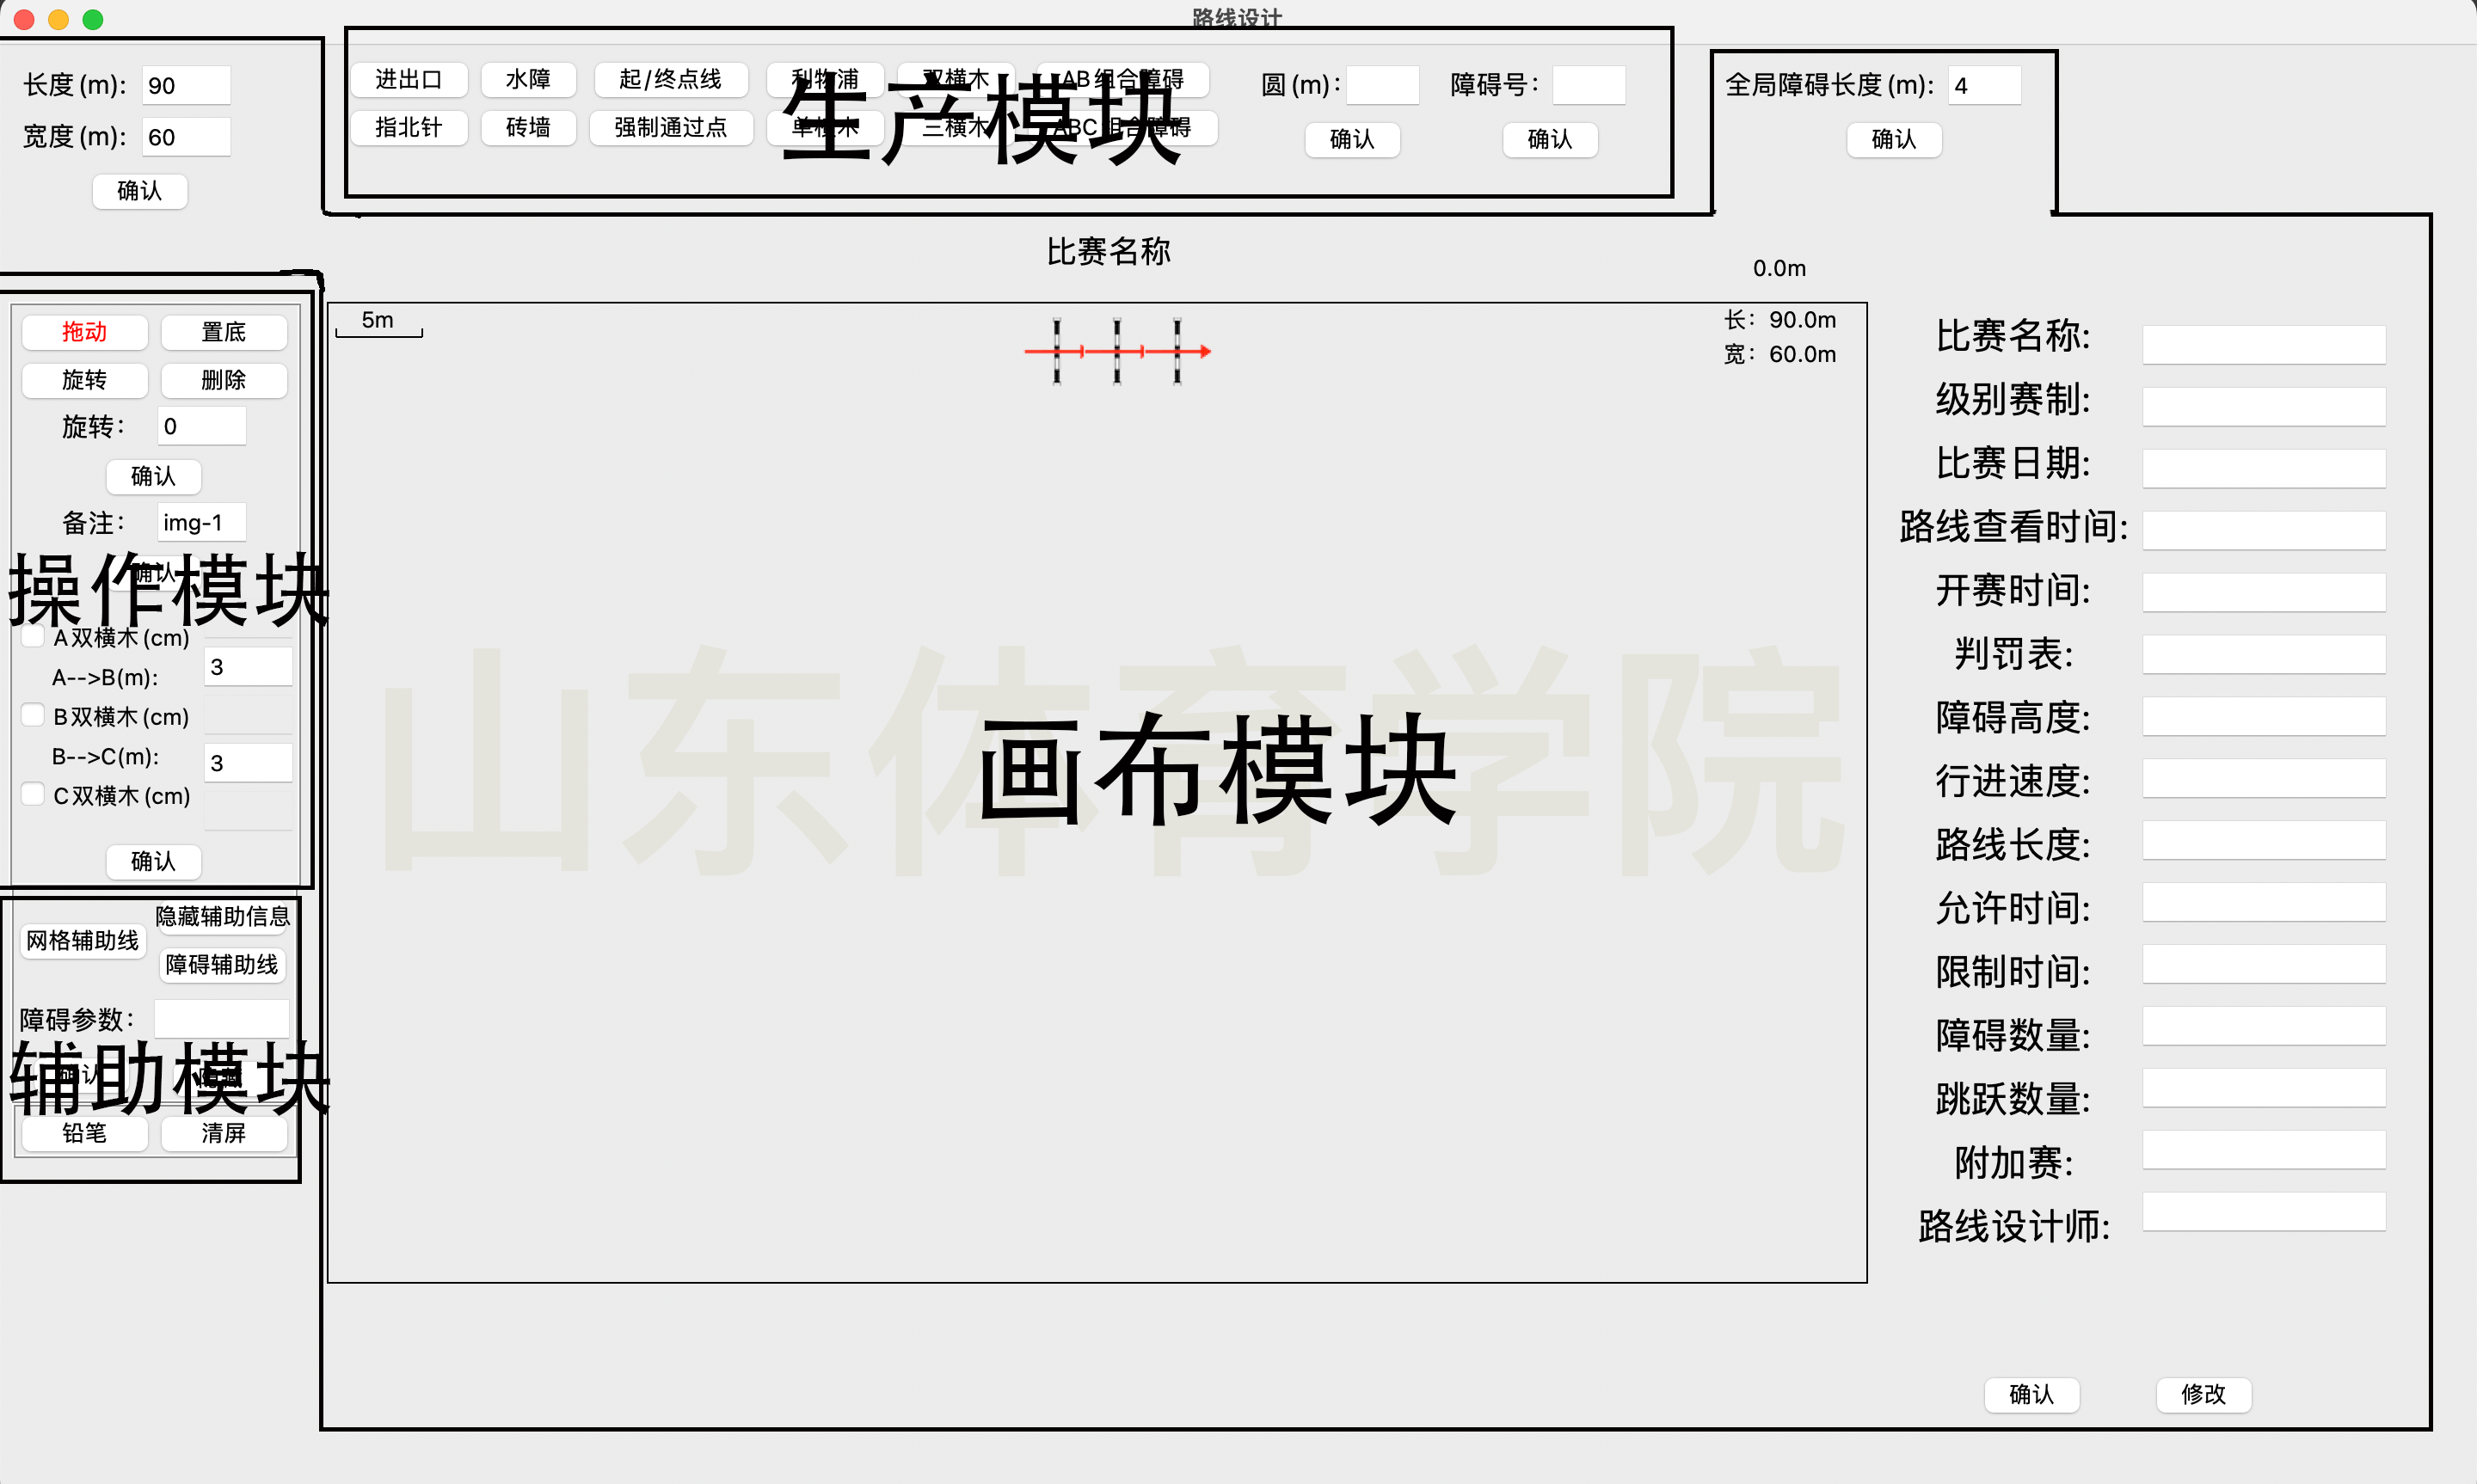 路线设计
长度(m):
90
宽度(m):
60
确认
进出口
水障
起/终点线
利物浦
双横木
AB组合障碍
指北针
砖墙
强制通过点
单横木
三横木
ABC组合障碍
生产模块
圆(m):
障碍号:
确认
确认
全局障碍长度(m):
4
确认
比赛名称
0.0m
5m
长: 90.0m
宽: 60.0m
拖动
置底
旋转
删除
旋转:
0
确认
备注:
img-1
确认
操作模块
A双横木(cm)
A-->B(m):
3
B双横木(cm)
B-->C(m):
3
C双横木(cm)
确认
网格辅助线
隐藏辅助信息
障碍辅助线
障碍参数:
确认
隐藏
辅助模块
铅笔
清屏
山东体育学院
画布模块
比赛名称:
级别赛制:
比赛日期:
路线查看时间:
开赛时间:
判罚表:
障碍高度:
行进速度:
路线长度:
允许时间:
限制时间:
障碍数量:
跳跃数量:
附加赛:
路线设计师:
确认
修改